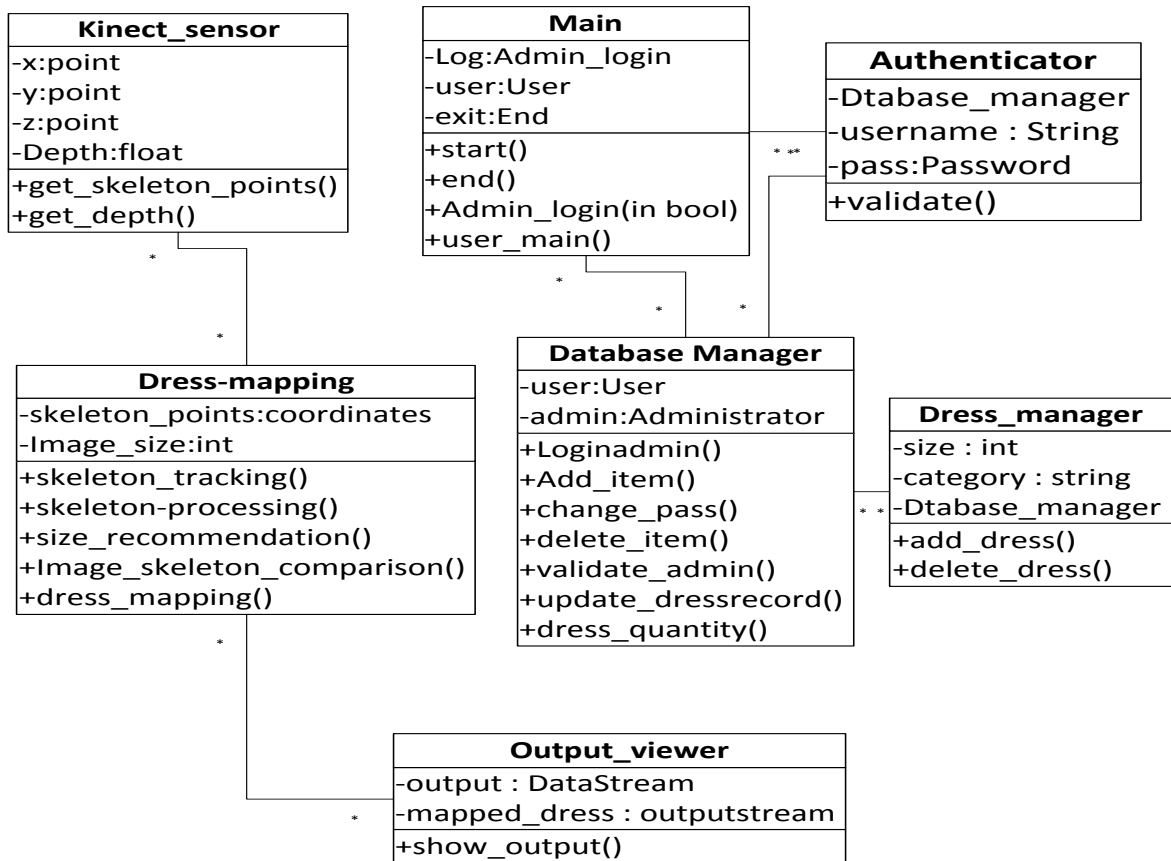 Kinect_sensor
-x:point
-y:point
-z:point
-Depth:float
+get_skeleton_points()
+get_depth()
*
*
Main
-Log:Admin_login
-user:User
-exit:End
+start()
+end()
+Admin_login(in bool)
+user_main()
*
*
Authenticator
-Dtabase_manager
-username : String
-pass:Password
+validate()
* **
*
Dress-mapping
-skeleton_points:coordinates
-Image_size:int
+skeleton_tracking()
+skeleton-processing()
+size_recommendation()
+Image_skeleton_comparison()
+dress_mapping()
*
*
Database Manager
-user:User
-admin:Administrator
+Loginadmin()
+Add_item()
+change_pass()
+delete_item()
+validate_admin()
+update_dressrecord()
+dress_quantity()
* *
Dress_manager
-size : int
-category : string
-Dtabase_manager
+add_dress()
+delete_dress()
Output_viewer
-output : DataStream
-mapped_dress : outputstream
+show_output()